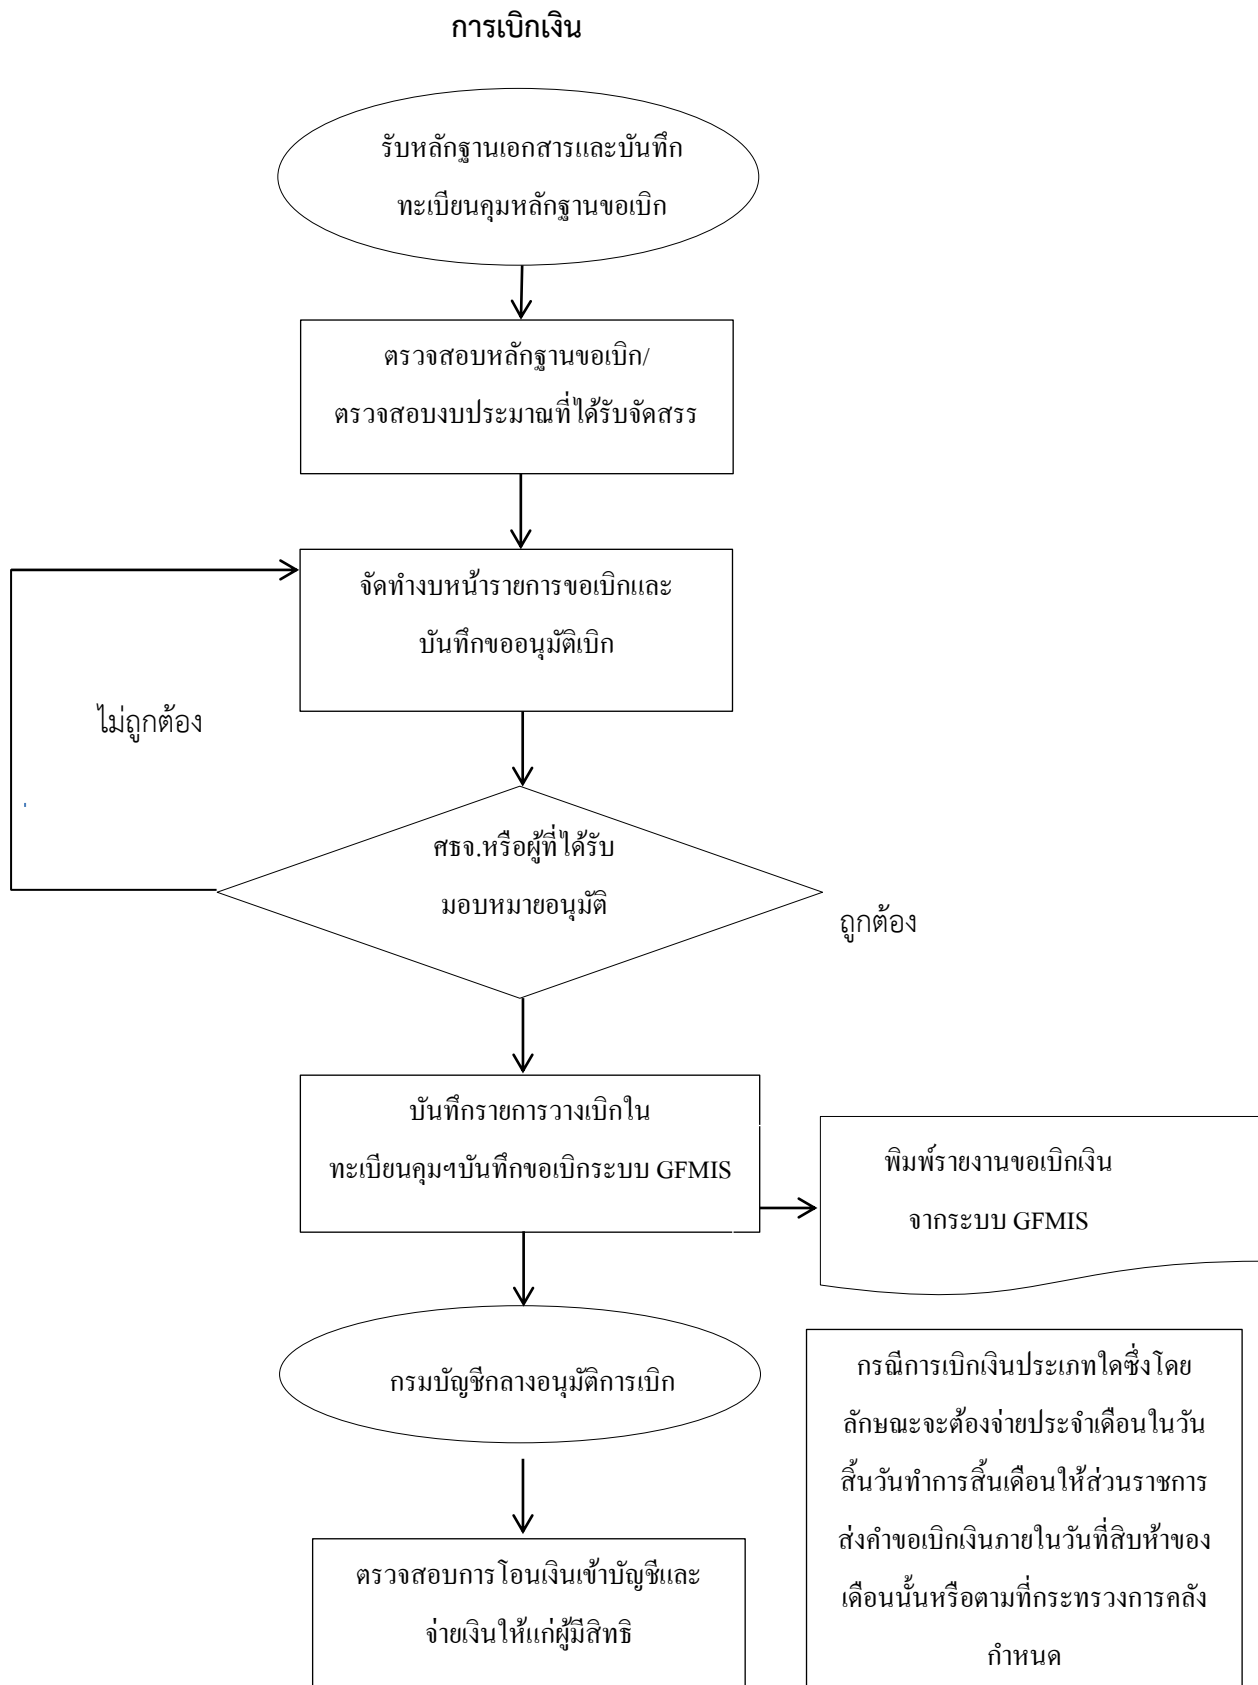 การเบิกเงิน
รับหลักฐานเอกสารและบันทึก
ทะเบียนคุมหลักฐานขอเบิก
ตรวจสอบหลักฐานขอเบิก/
ตรวจสอบงบประมาณที่ได้รับจัดสรร
จัดทำงบหน้ารายการขอเบิกและ
บันทึกขออนุมัติเบิก
ไม่ถูกต้อง
ศธจ.หรือผู้ที่ได้รับ
มอบหมายอนุมัติ
ถูกต้อง
บันทึกรายการวางเบิกใน
ทะเบียนคุมฯบันทึกขอเบิกระบบ GFMIS
พิมพ์รายงานขอเบิกเงิน
จากระบบ GFMIS
กรมบัญชีกลางอนุมัติการเบิก
ตรวจสอบการโอนเงินเข้าบัญชีและ
จ่ายเงินให้แก่ผู้มีสิทธิ
กรณีการเบิกเงินประเภทใดซึ่งโดย
ลักษณะจะต้องจ่ายประจำเดือนในวัน
สิ้นวันทำการสิ้นเดือนให้ส่วนราชการ
ส่งคำขอเบิกเงินภายในวันที่สิบห้าของ
เดือนนั้นหรือตามที่กระทรวงการคลัง
กำหนด